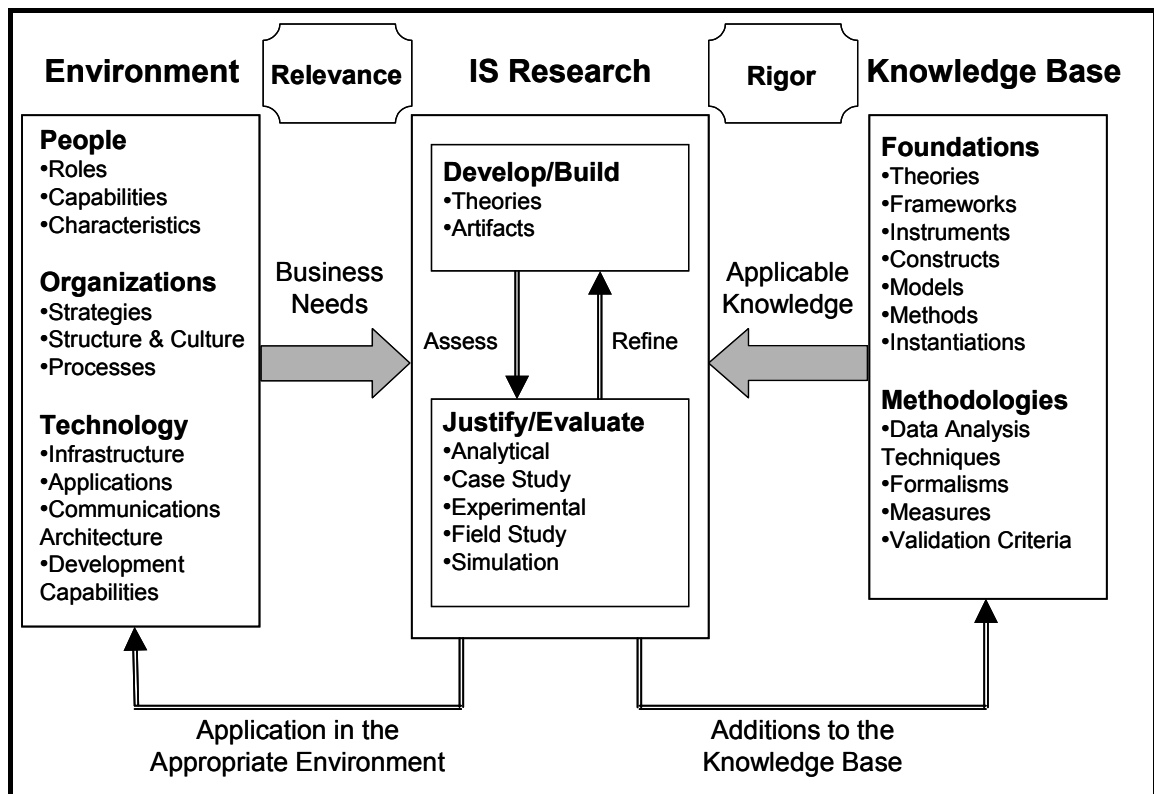 Environment
Relevance
IS Research
Rigor
Knowledge Base
People
•Roles
•Capabilities
•Characteristics
Organizations
•Strategies
•Structure & Culture
•Processes
Technology
•Infrastructure
•Applications
•Communications
Architecture
•Development
Capabilities
Business
Needs
Develop/Build
•Theories
•Artifacts
Assess
Refine
Justify/Evaluate
•Analytical
•Case Study
•Experimental
•Field Study
•Simulation
Applicable
Knowledge
Foundations
•Theories
•Frameworks
•Instruments
•Constructs
•Models
•Methods
•Instantiations
Methodologies
•Data Analysis
Techniques
•Formalisms
•Measures
•Validation Criteria
Application in the
Appropriate Environment
Additions to the
Knowledge Base